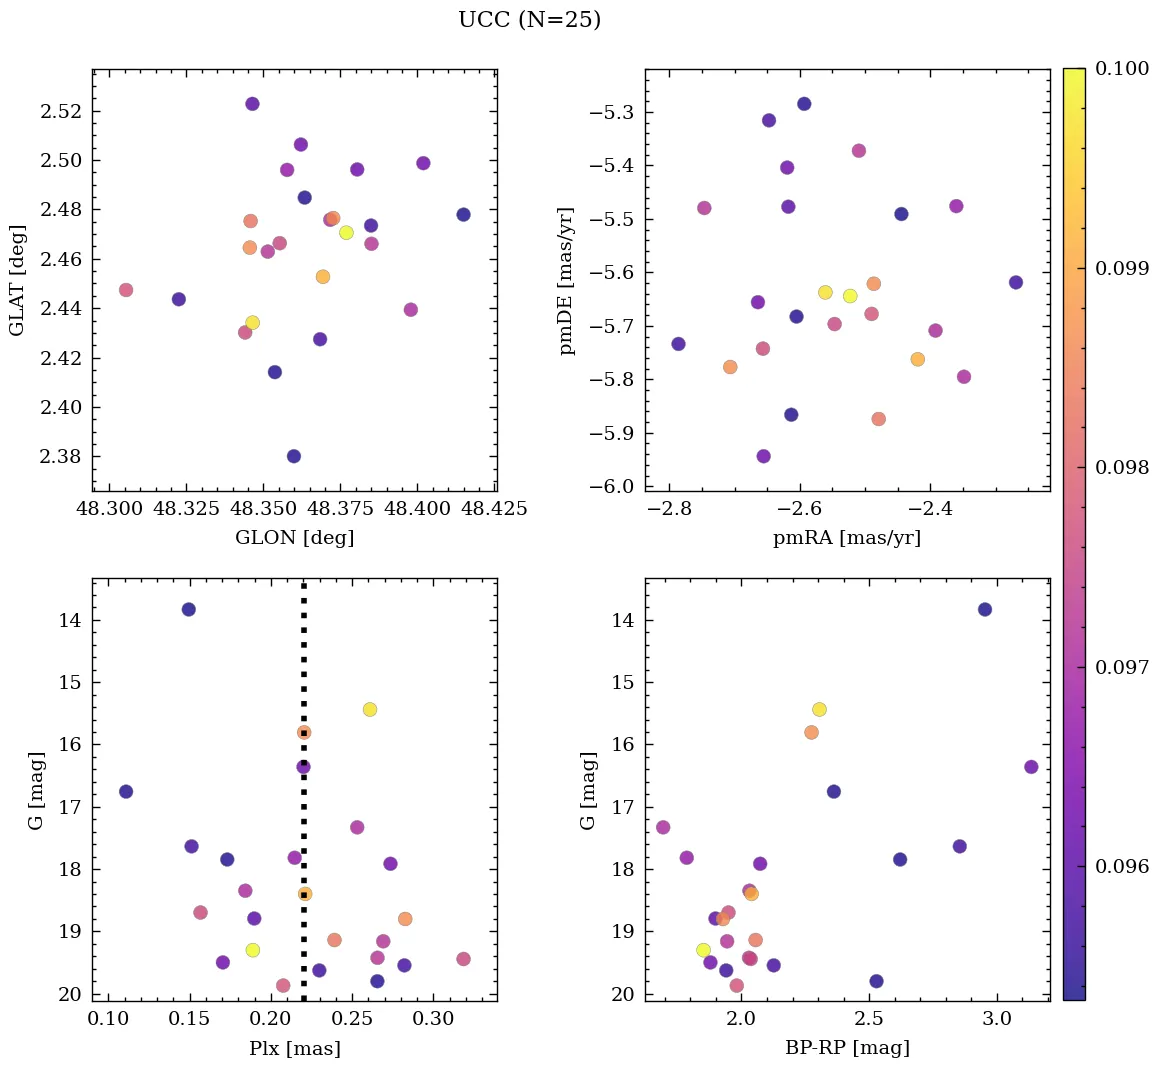 UCC (N=25)
2.52
2.50
2.48
2.46
2.44
2.42
2.40
2.38
GLAT [deg]
48.300 48.325 48.350 48.375 48.400 48.425
GLON [deg]
−5.3
−5.4
−5.5
−5.6
−5.7
−5.8
−5.9
−6.0
pmDE [mas/yr]
−2.8 −2.6 −2.4
pmRA [mas/yr]
14
15
16
17
18
19
20
G [mag]
0.10 0.15 0.20 0.25 0.30
Plx [mas]
14
15
16
17
18
19
20
G [mag]
2.0 2.5 3.0
BP-RP [mag]
0.100
0.099
0.098
0.097
0.096